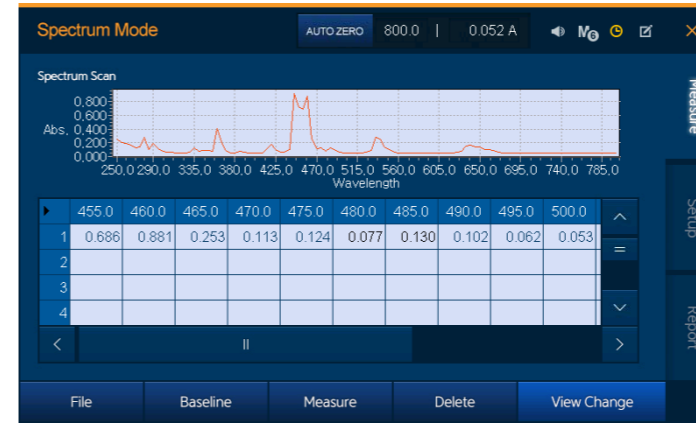 Spectrum Mode AUTO ZERO 800.0 | 0.052 A M6
Spectrum Scan
Abs.
0.800
0.600
0.400
0.200
0.000
250.0 290.0 335.0 380.0 425.0 470.0 515.0 560.0 605.0 650.0 695.0 740.0 785.0
Wavelength
455.0 460.0 465.0 470.0 475.0 480.0 485.0 490.0 495.0 500.0
1 0.686 0.881 0.253 0.113 0.124 0.077 0.130 0.102 0.062 0.053
2
3
4
File Baseline Measure Delete View Change
Measure
Setup
Report